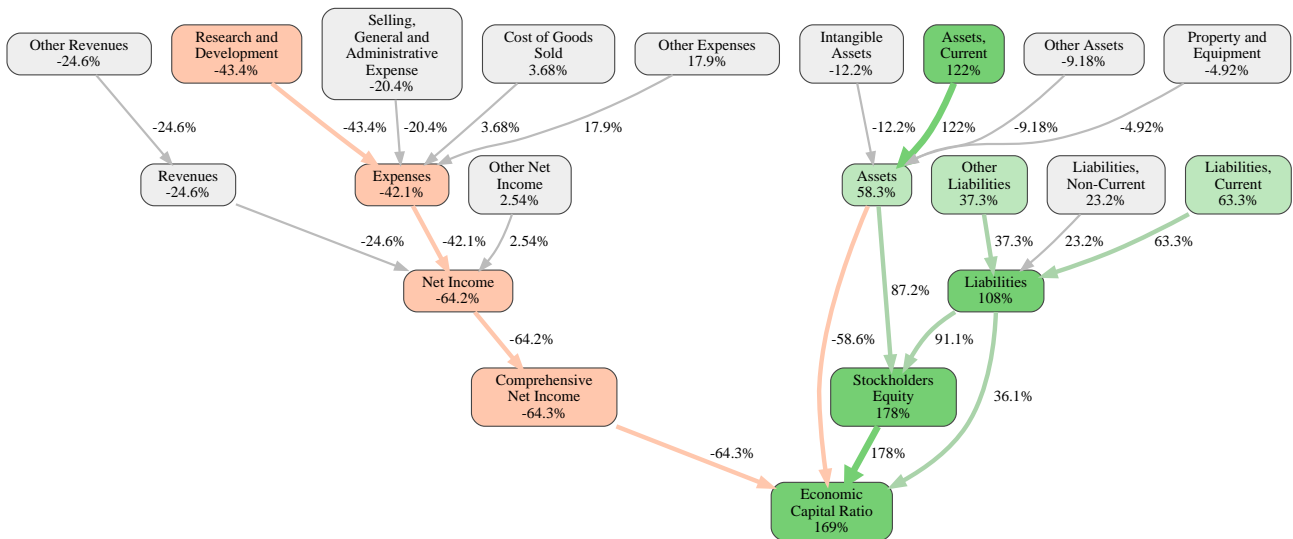 Other Revenues
-24.6%
Research and
Development
-43.4%
Selling,
General and
Administrative
Expense
-20.4%
Cost of Goods
Sold
3.68%
Other Expenses
17.9%
Intangible
Assets
-12.2%
Assets,
Current
122%
Other Assets
-9.18%
Property and
Equipment
-4.92%
-24.6%
-43.4%
-20.4%
3.68%
17.9%
-12.2%
122%
-9.18%
-4.92%
Revenues
-24.6%
Expenses
-42.1%
Other Net
Income
2.54%
Assets
58.3%
Other
Liabilities
37.3%
Liabilities,
Non-Current
23.2%
Liabilities,
Current
63.3%
-24.6%
-42.1%
2.54%
37.3%
23.2%
63.3%
Net Income
-64.2%
87.2%
Liabilities
108%
-64.2%
-58.6%
91.1%
Comprehensive
Net Income
-64.3%
Stockholders
Equity
178%
36.1%
-64.3%
178%
Economic
Capital Ratio
169%